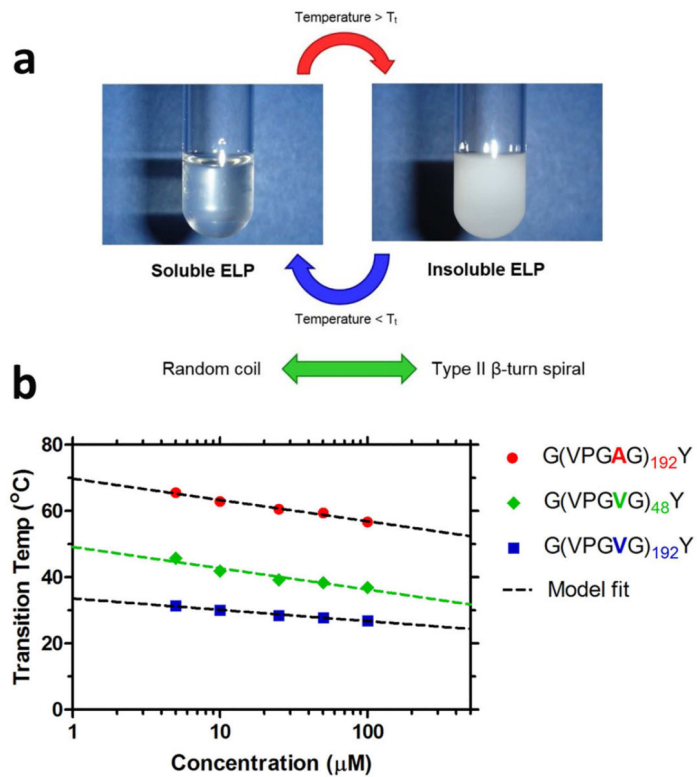 a
Temperature > Tₜ
Soluble ELP
Insoluble ELP
Temperature < Tₜ
Random coil
Type II β-turn spiral
b
Transition Temp (°C)
80
60
40
20
0
1
10
100
Concentration (μM)
G(VPGAG)₁₉₂Y
G(VPGVG)₄₈Y
G(VPGVG)₁₉₂Y
Model fit